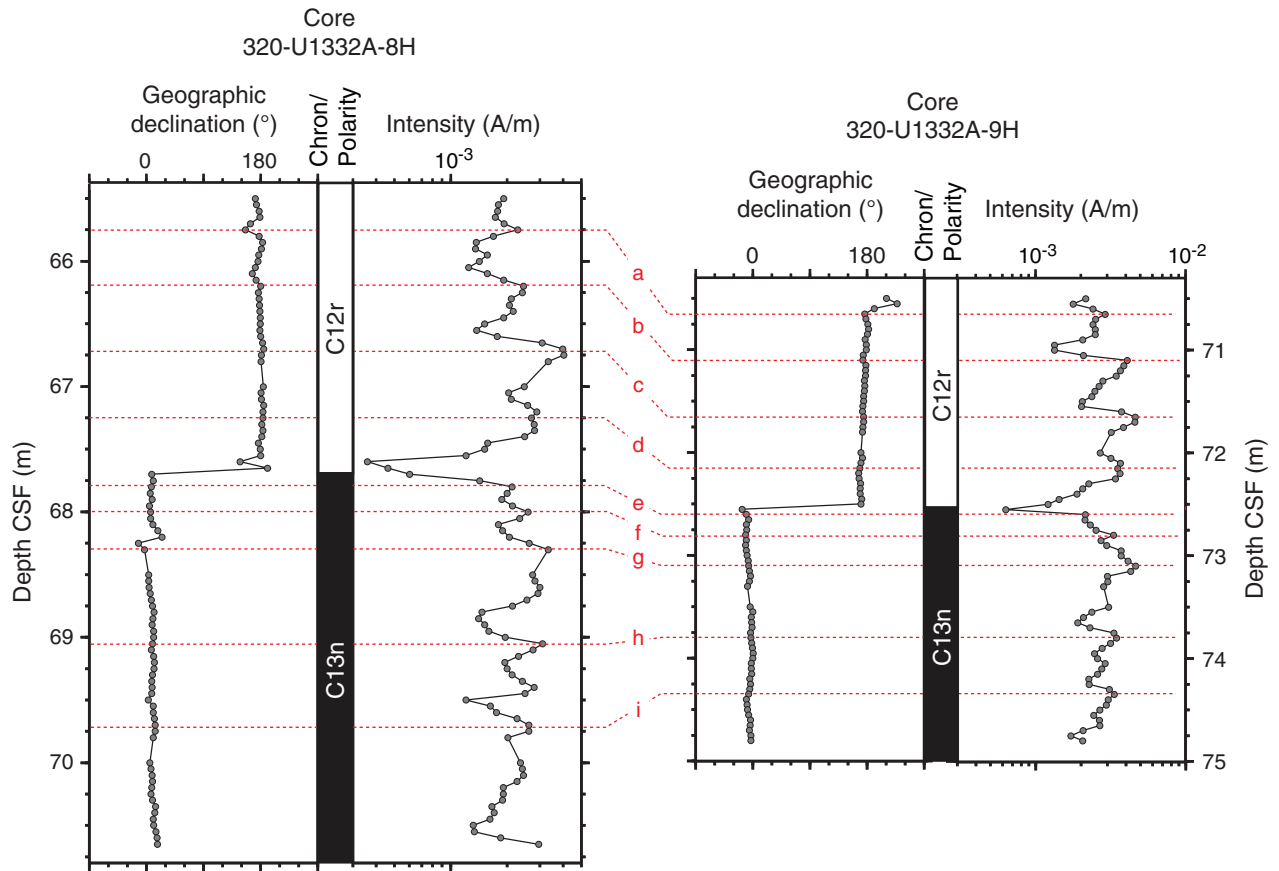 Core
320-U1332A-8H
Geographic
declination (°)
Chron/
Polarity
Intensity (A/m)
0 180
10-3
Depth CSF (m)
66
67
68
69
70
C12r
C13n
a
b
c
d
e
f
g
h
i
Core
320-U1332A-9H
Geographic
declination (°)
Chron/
Polarity
Intensity (A/m)
0 180
10-3 10-2
C12r
C13n
71
72
73
74
75
Depth CSF (m)